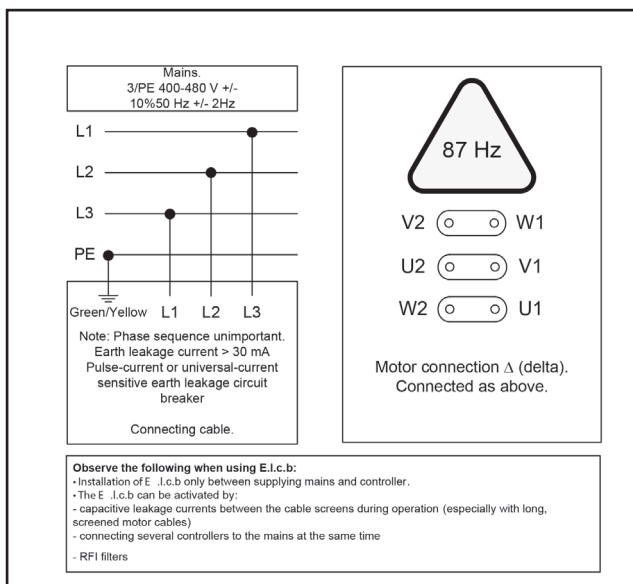 Mains.
3/PE 400-480 V +/-
10%50 Hz +/- 2Hz
L1
L2
L3
PE
Green/Yellow L1 L2 L3
Note: Phase sequence unimportant.
Earth leakage current > 30 mA
Pulse-current or universal-current
sensitive earth leakage circuit
breaker
Connecting cable.
87 Hz
V2 W1
U2 V1
W2 U1
Motor connection Δ (delta).
Connected as above.
Observe the following when using E.l.c.b:
• Installation of E .l.c.b only between supplying mains and controller.
• The E .l.c.b can be activated by:
- capacitive leakage currents between the cable screens during operation (especially with long,
screened motor cables)
- connecting several controllers to the mains at the same time
- RFI filters